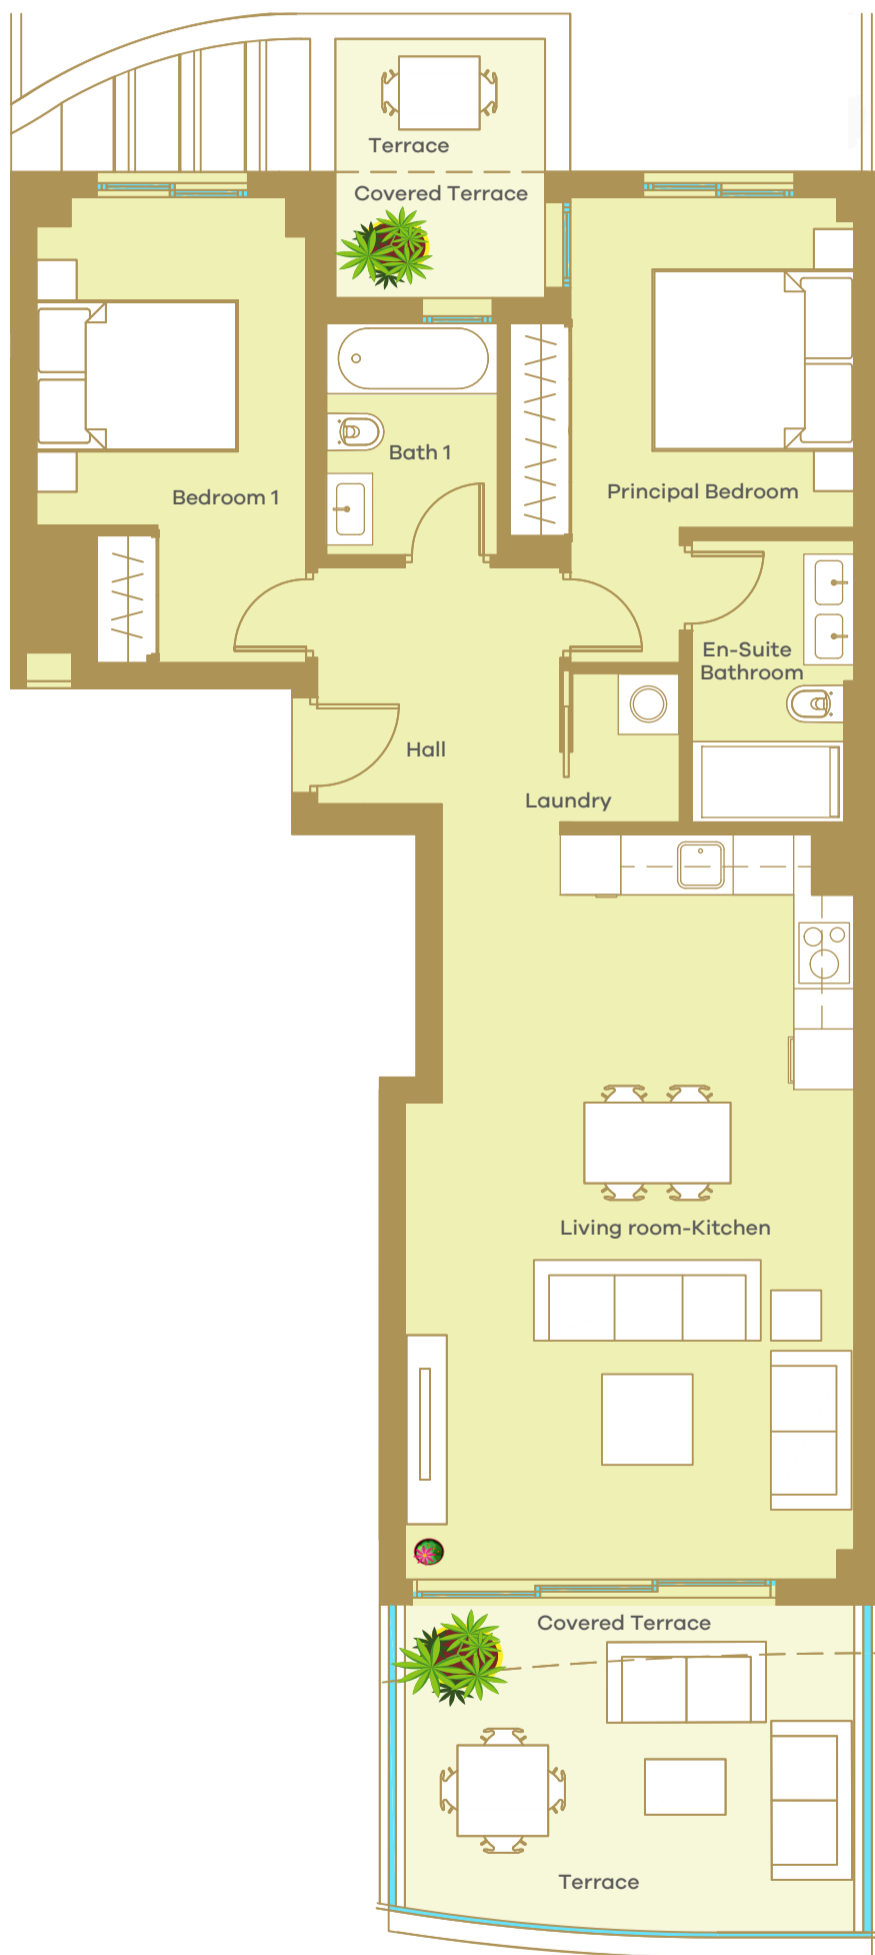 Terrace
Covered Terrace
Bedroom 1
Bath 1
Principal Bedroom
En-Suite
Bathroom
Hall
Laundry
Living room-Kitchen
Covered Terrace
Terrace